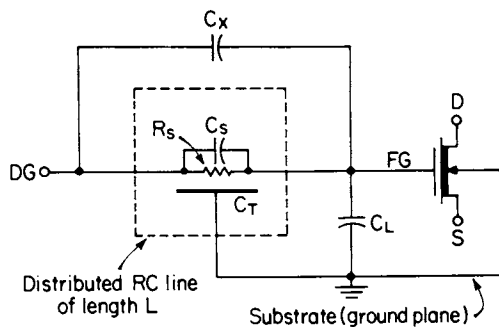 Cx
Rs
Cs
D
DG
FG
CT
CL
S
Distributed RC line
of length L
Substrate (ground plane)